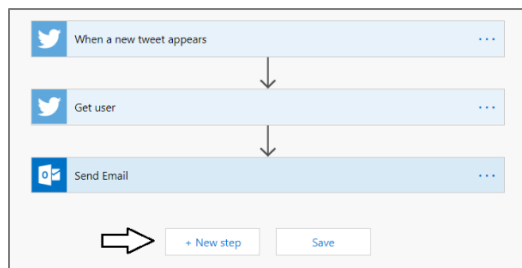 When a new tweet appears
Get user
Send Email
+ New step
Save